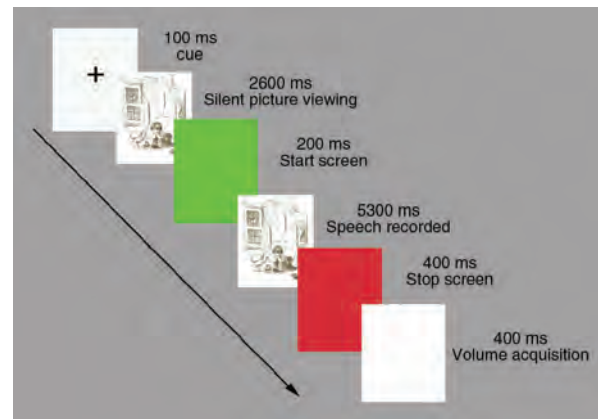 100 ms
cue
2600 ms
Silent picture viewing
200 ms
Start screen
5300 ms
Speech recorded
400 ms
Stop screen
400 ms
Volume acquisition